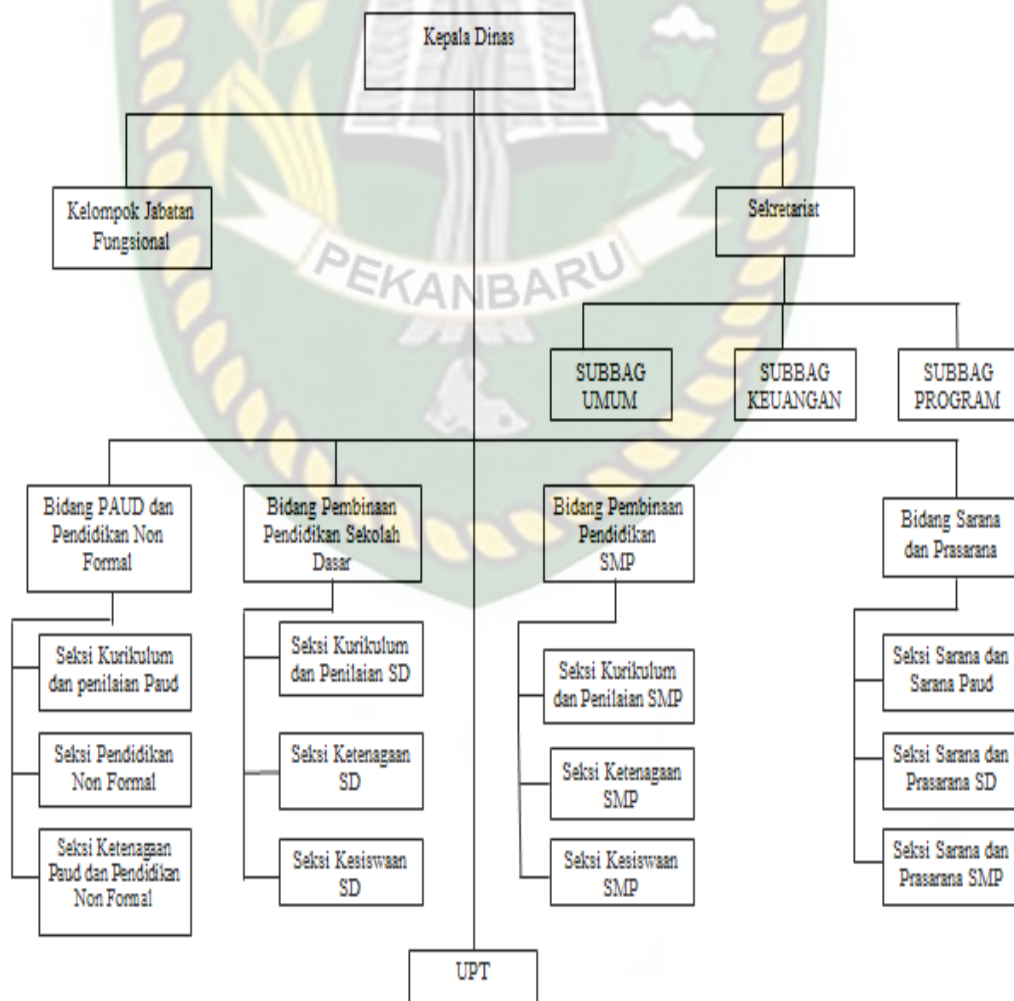 Kepala Dinas
Kelompok Jabatan
Fungsional
Sekretariat
PEKANBARU
SUBBAG
UMUM
SUBBAG
KEUANGAN
SUBBAG
PROGRAM
Bidang PAUD dan
Pendidikan Non
Formal
Bidang Pembinaan
Pendidikan Sekolah
Dasar
Bidang Pembinaan
Pendidikan
SMP
Bidang Sarana
dan Prasarana
Seksi Kurikulum
dan penilaian Paud
Seksi Pendidikan
Non Formal
Seksi Ketenagaan
Paud dan Pendidikan
Non Formal
Seksi Kurikulum
dan Penilaian SD
Seksi Ketenagaan
SD
Seksi Kesiswaan
SD
Seksi Kurikulum
dan Penilaian SMP
Seksi Ketenagaan
SMP
Seksi Kesiswaan
SMP
Seksi Sarana dan
Sarana Paud
Seksi Sarana dan
Prasarana SD
Seksi Sarana dan
Prasarana SMP
UPT